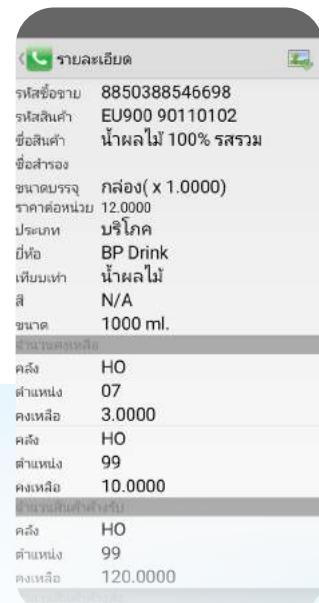 รายละเอียด
รหัสซื้อขาย 8850388546698
รหัสสินค้า EU900 90110102
ชื่อสินค้า น้ำผลไม้ 100% รสรวม
ชื่อสำรอง
ขนาดบรรจุ กล่อง( x 1.0000)
ราคาต่อหน่วย 12.0000
ประเภท บริโภค
ยี่ห้อ BP Drink
เทียบเท่า น้ำผลไม้
สี N/A
ขนาด 1000 ml.
จำนวนคงเหลือ
คลัง HO
ตำแหน่ง 07
คงเหลือ 3.0000
คลัง HO
ตำแหน่ง 99
คงเหลือ 10.0000
จำนวนสินค้าค้างรับ
คลัง HO
ตำแหน่ง 99
คงเหลือ 120.0000